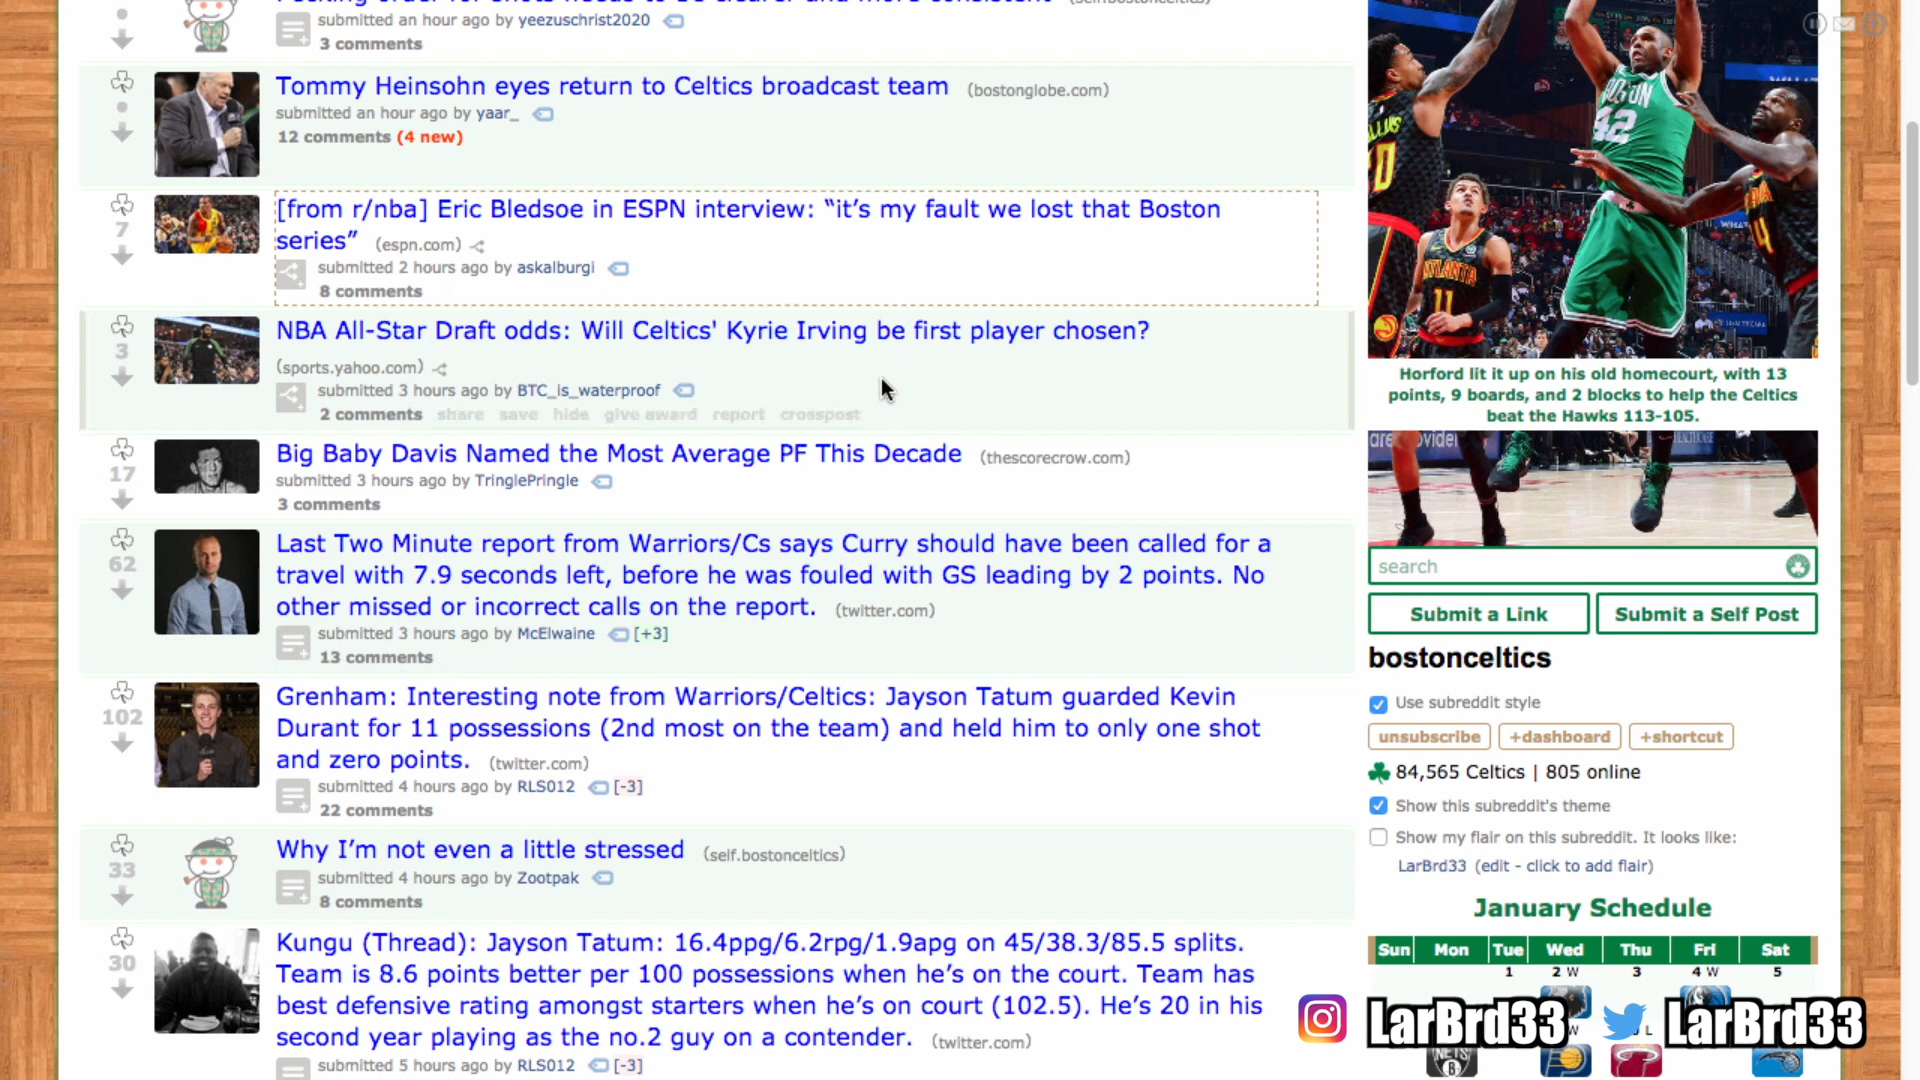 submitted an hour ago by yeezuschrist2020
3 comments
Tommy Heinsohn eyes return to Celtics broadcast team (bostonglobe.com)
submitted an hour ago by yaar_
12 comments (4 new)
7
[from r/nba] Eric Bledsoe in ESPN interview: “it’s my fault we lost that Boston
series” (espn.com)
submitted 2 hours ago by askalburgi
8 comments
3
NBA All-Star Draft odds: Will Celtics' Kyrie Irving be first player chosen?
(sports.yahoo.com)
submitted 3 hours ago by BTC_is_waterproof
2 comments share save hide give award report crosspost
17
Big Baby Davis Named the Most Average PF This Decade (thescorecrow.com)
submitted 3 hours ago by TringlePringle
3 comments
62
Last Two Minute report from Warriors/Cs says Curry should have been called for a
travel with 7.9 seconds left, before he was fouled with GS leading by 2 points. No
other missed or incorrect calls on the report. (twitter.com)
submitted 3 hours ago by McElwaine [+3]
13 comments
102
Grenham: Interesting note from Warriors/Celtics: Jayson Tatum guarded Kevin
Durant for 11 possessions (2nd most on the team) and held him to only one shot
and zero points. (twitter.com)
submitted 4 hours ago by RLS012 [-3]
22 comments
33
Why I’m not even a little stressed (self.bostonceltics)
submitted 4 hours ago by Zootpak
8 comments
30
Kungu (Thread): Jayson Tatum: 16.4ppg/6.2rpg/1.9apg on 45/38.3/85.5 splits.
Team is 8.6 points better per 100 possessions when he’s on the court. Team has
best defensive rating amongst starters when he’s on court (102.5). He’s 20 in his
second year playing as the no.2 guy on a contender. (twitter.com)
submitted 5 hours ago by RLS012 [-3]
BOSTON
42
ATLANTA
11
Horford lit it up on his old homecourt, with 13
points, 9 boards, and 2 blocks to help the Celtics
beat the Hawks 113-105.
search
Submit a Link
Submit a Self Post
bostonceltics
Use subreddit style
unsubscribe +dashboard +shortcut
84,565 Celtics | 805 online
Show this subreddit's theme
Show my flair on this subreddit. It looks like:
LarBrd33 (edit - click to add flair)
January Schedule
Sun Mon Tue Wed Thu Fri Sat
1 2 W 3 4 W 5
W L
LarBrd33 LarBrd33
NETS
B